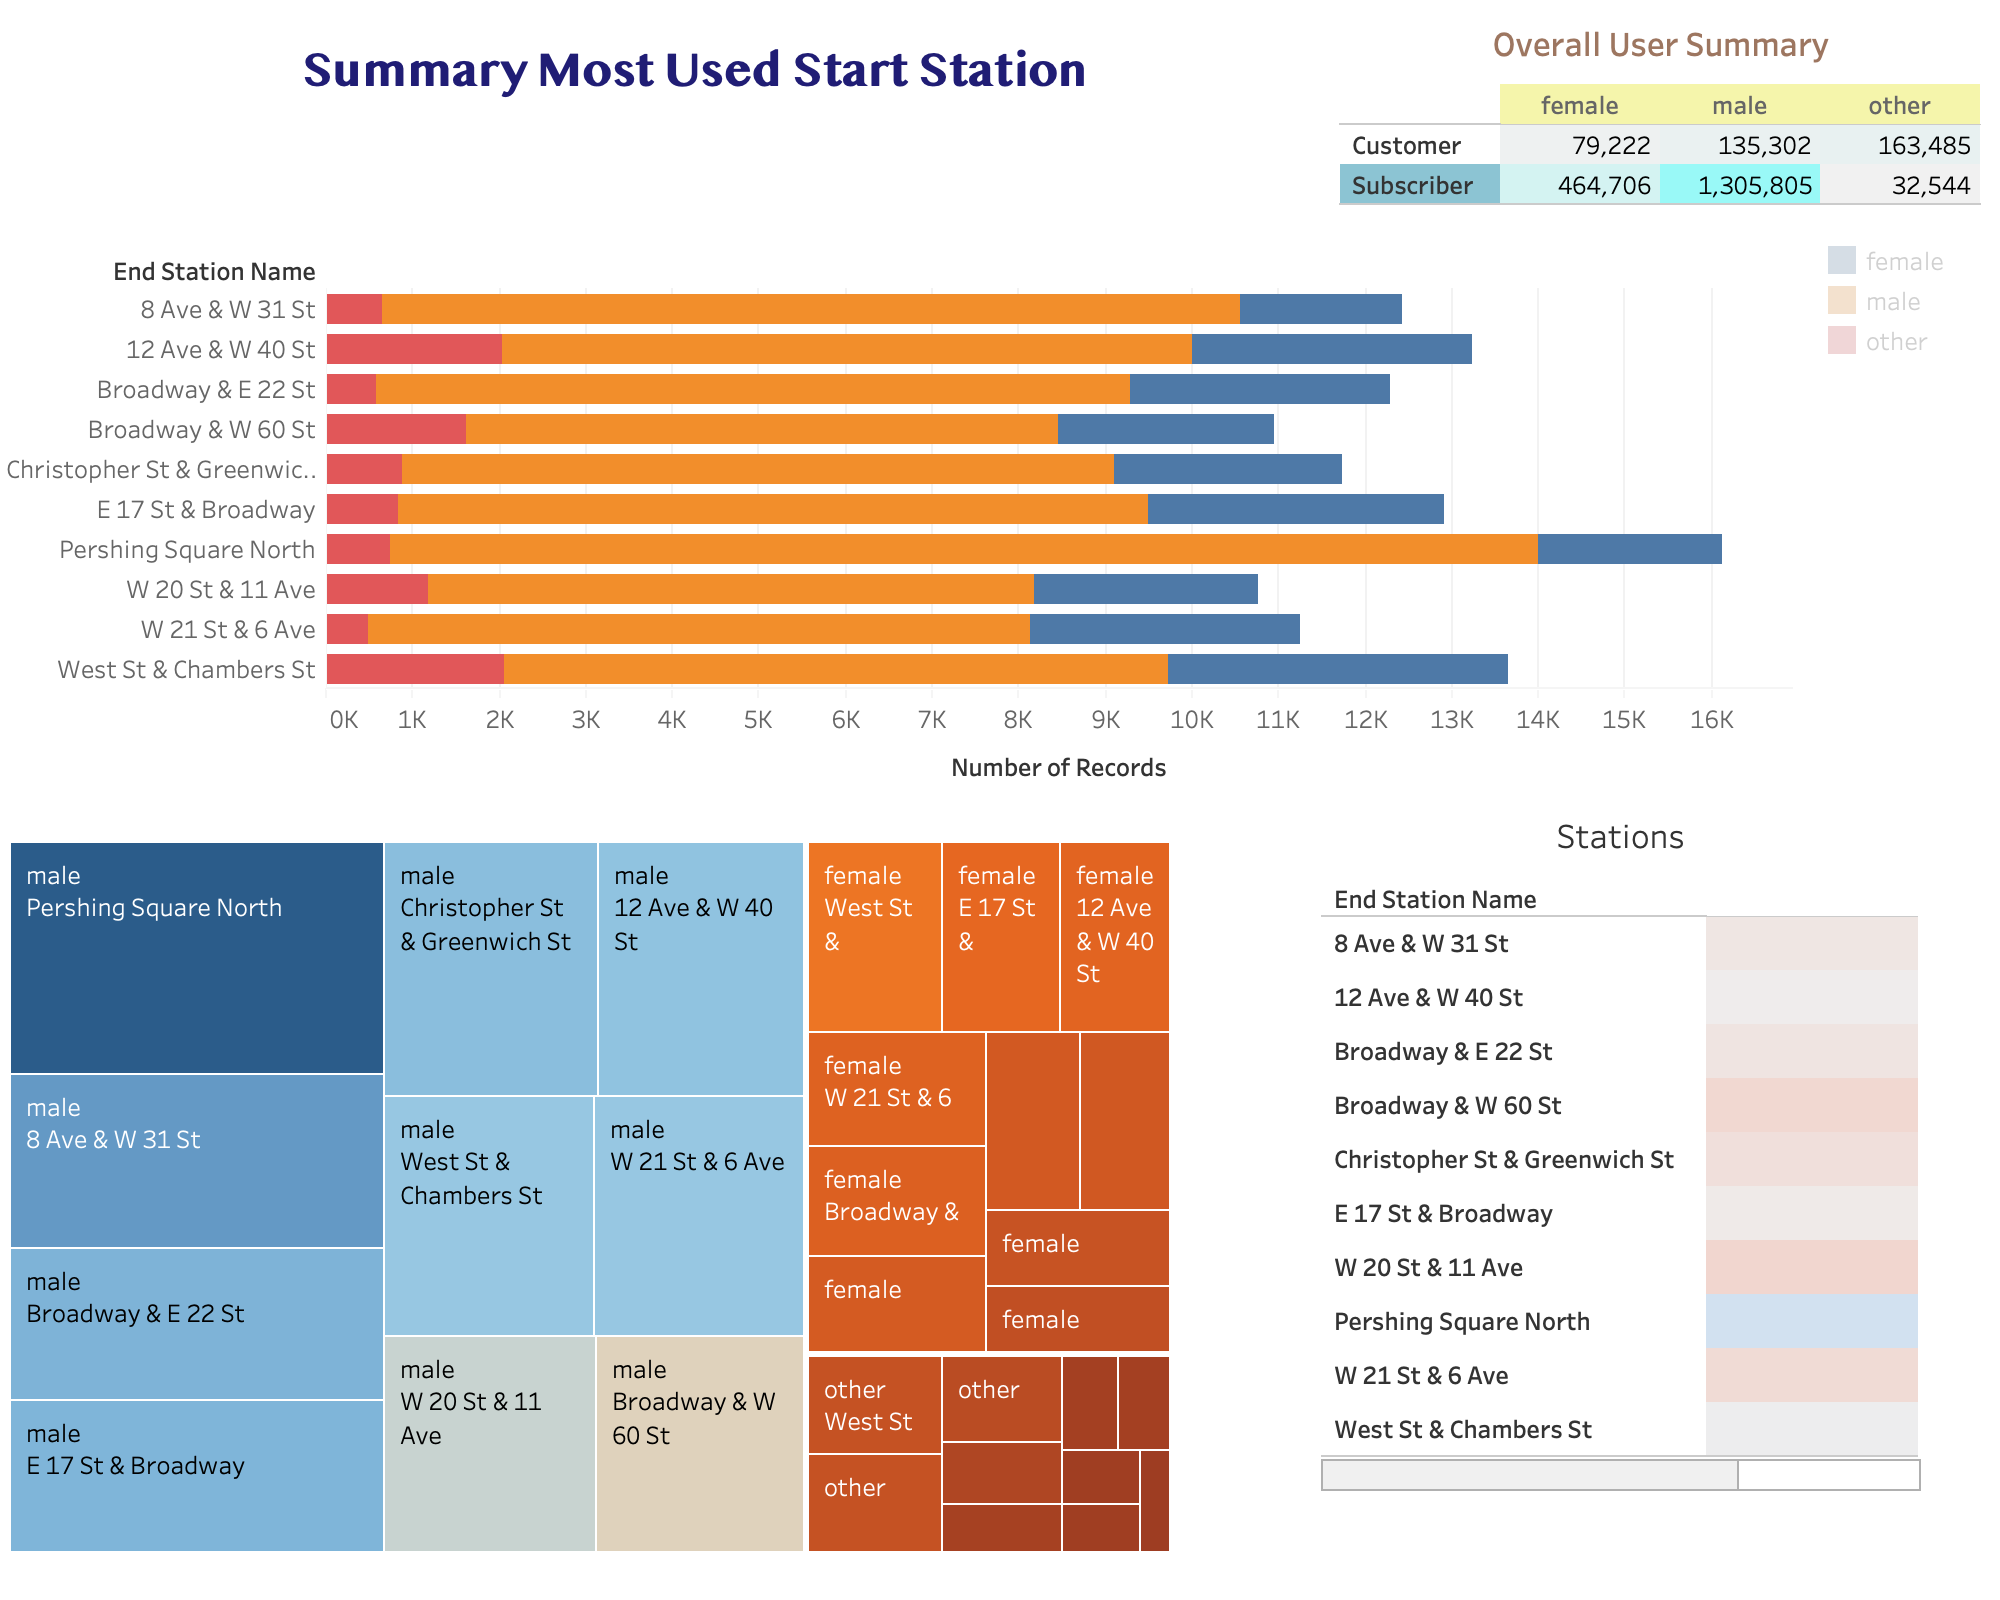 Summary Most Used Start Station
Overall User Summary
female male other
Customer 79,222 135,302 163,485
Subscriber 464,706 1,305,805 32,544
female
male
other
End Station Name
8 Ave & W 31 St
12 Ave & W 40 St
Broadway & E 22 St
Broadway & W 60 St
Christopher St & Greenwic..
E 17 St & Broadway
Pershing Square North
W 20 St & 11 Ave
W 21 St & 6 Ave
West St & Chambers St
0K 1K 2K 3K 4K 5K 6K 7K 8K 9K 10K 11K 12K 13K 14K 15K 16K
Number of Records
male
Pershing Square North
male
8 Ave & W 31 St
male
Broadway & E 22 St
male
E 17 St & Broadway
male
Christopher St
& Greenwich St
male
12 Ave & W 40
St
male
West St &
Chambers St
male
W 21 St & 6 Ave
male
W 20 St & 11
Ave
male
Broadway & W
60 St
female
West St
&
female
E 17 St
&
female
12 Ave
& W 40
St
female
W 21 St & 6
female
Broadway &
female
female
female
other
West St
other
other
Stations
End Station Name
8 Ave & W 31 St
12 Ave & W 40 St
Broadway & E 22 St
Broadway & W 60 St
Christopher St & Greenwich St
E 17 St & Broadway
W 20 St & 11 Ave
Pershing Square North
W 21 St & 6 Ave
West St & Chambers St